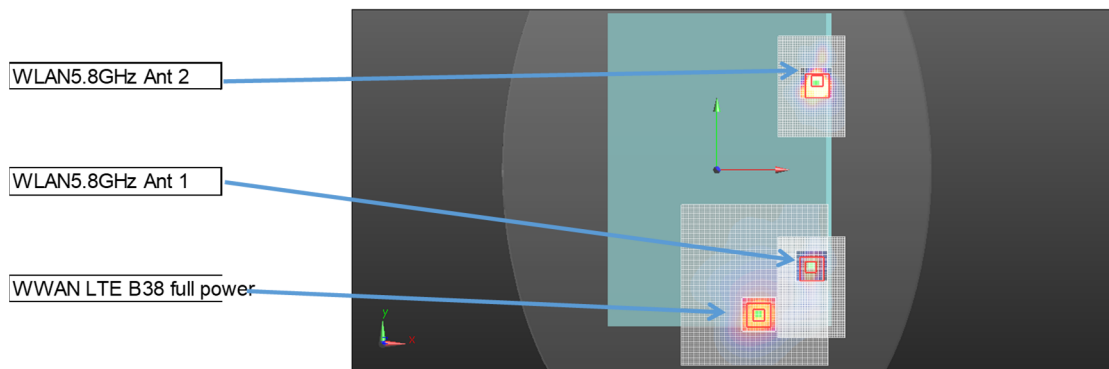 WLAN5.8GHz Ant 2
WLAN5.8GHz Ant 1
WWAN LTE B38 full power
y
x